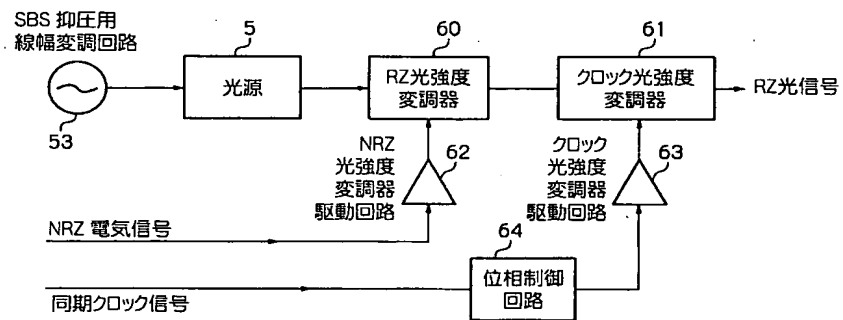 SBS 抑圧用
線幅変調回路
53
5
光源
60
RZ光強度
変調器
61
クロック光強度
変調器
RZ光信号
NRZ
光強度
変調器
駆動回路
62
クロック
光強度
変調器
駆動回路
63
NRZ 電気信号
64
位相制御
回路
同期クロック信号